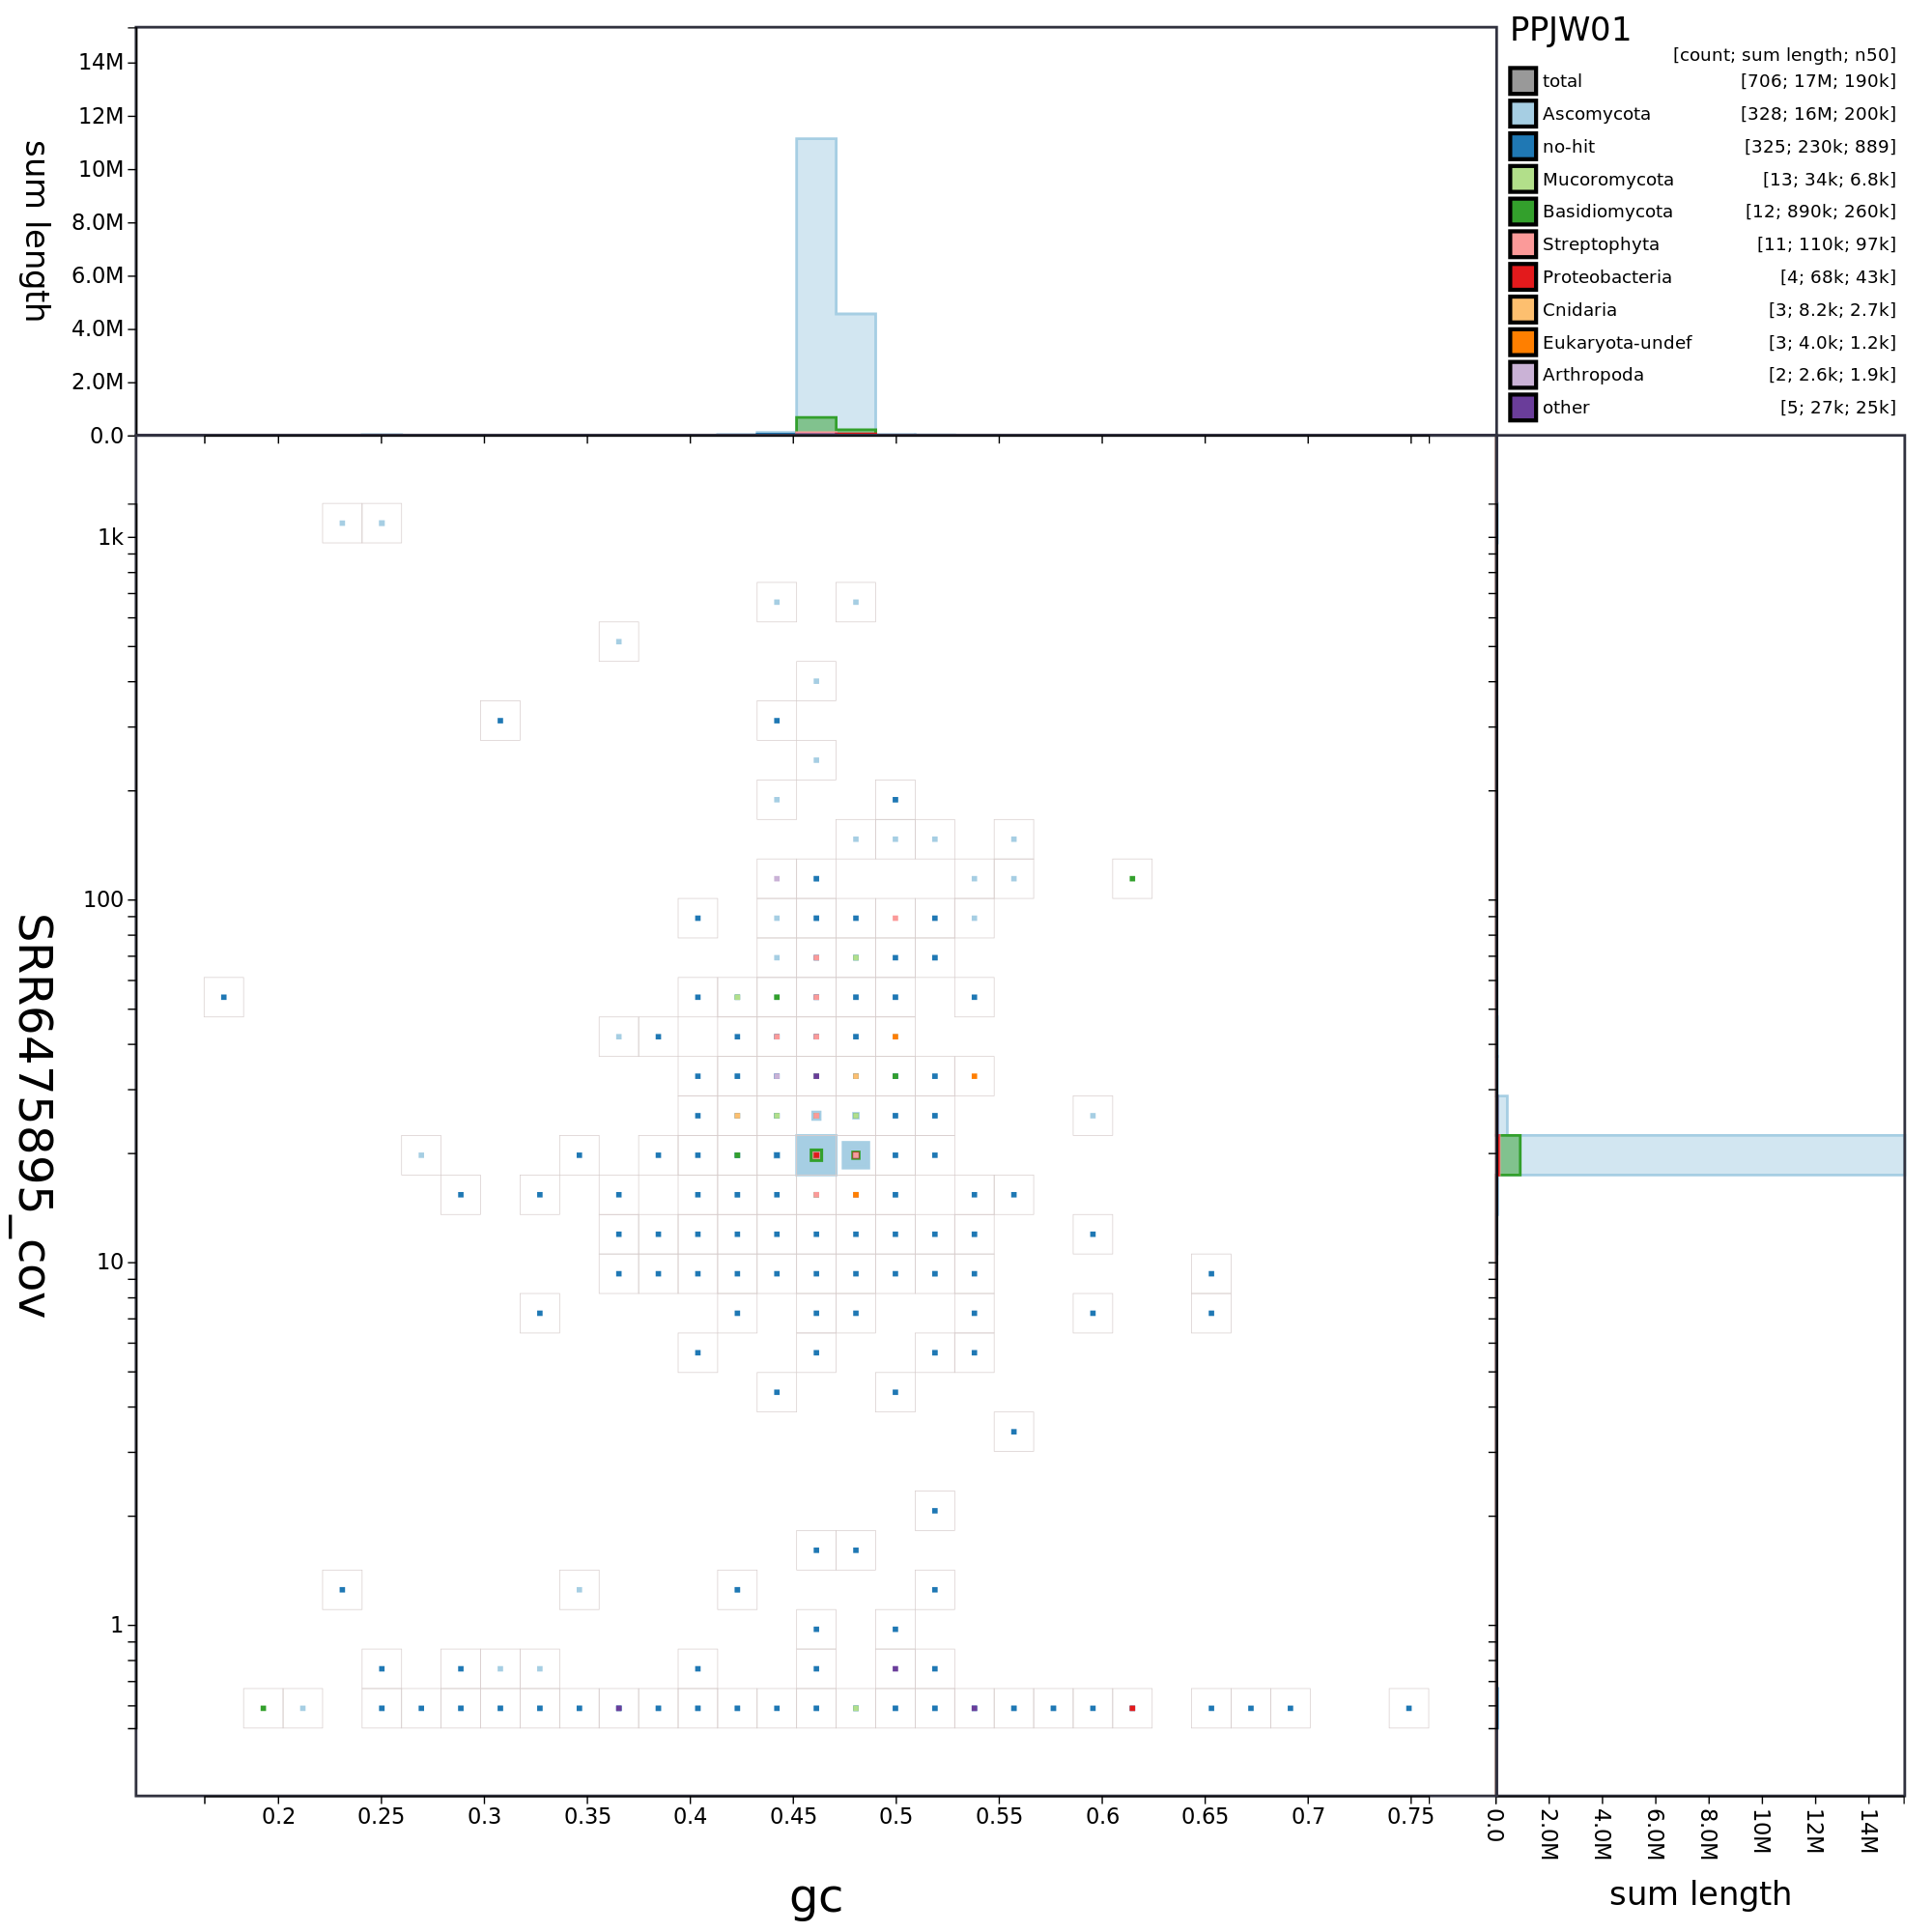 PPJW01
[count; sum length; n50]
total [706; 17M; 190k]
Ascomycota [328; 16M; 200k]
no-hit [325; 230k; 889]
Mucoromycota [13; 34k; 6.8k]
Basidiomycota [12; 890k; 260k]
Streptophyta [11; 110k; 97k]
Proteobacteria [4; 68k; 43k]
Cnidaria [3; 8.2k; 2.7k]
Eukaryota-undef [3; 4.0k; 1.2k]
Arthropoda [2; 2.6k; 1.9k]
other [5; 27k; 25k]
sum length
14M
12M
10M
8.0M
6.0M
4.0M
2.0M
0.0
SRR6475895_cov
1k
100
10
1
0.2 0.25 0.3 0.35 0.4 0.45 0.5 0.55 0.6 0.65 0.7 0.75
gc
0.0 2.0M 4.0M 6.0M 8.0M 10M 12M 14M
sum length